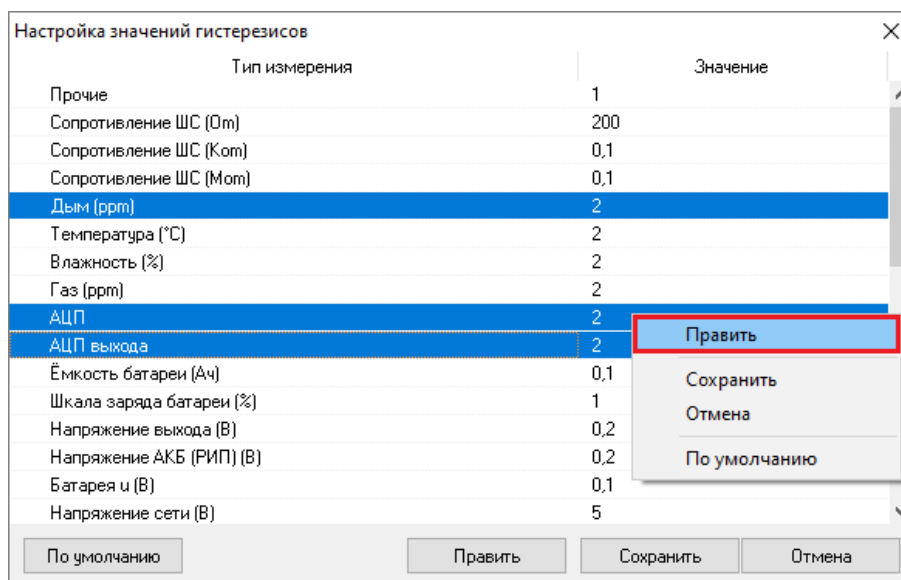 Настройка значений гистерезисов
Тип измерения Значение
Прочие 1
Сопротивление ШС (Om) 200
Сопротивление ШС (Kom) 0,1
Сопротивление ШС (Mom) 0,1
Дым (ppm) 2
Температура (°C) 2
Влажность (%) 2
Газ (ppm) 2
АЦП 2
АЦП выхода 2
Ёмкость батареи (Ач) 0,1
Шкала заряда батареи (%) 1
Напряжение выхода (В) 0,2
Напряжение АКБ (РИП) (В) 0,2
Батарея u (В) 0,1
Напряжение сети (В) 5
Править
Сохранить
Отмена
По умолчанию
По умолчанию Править Сохранить Отмена